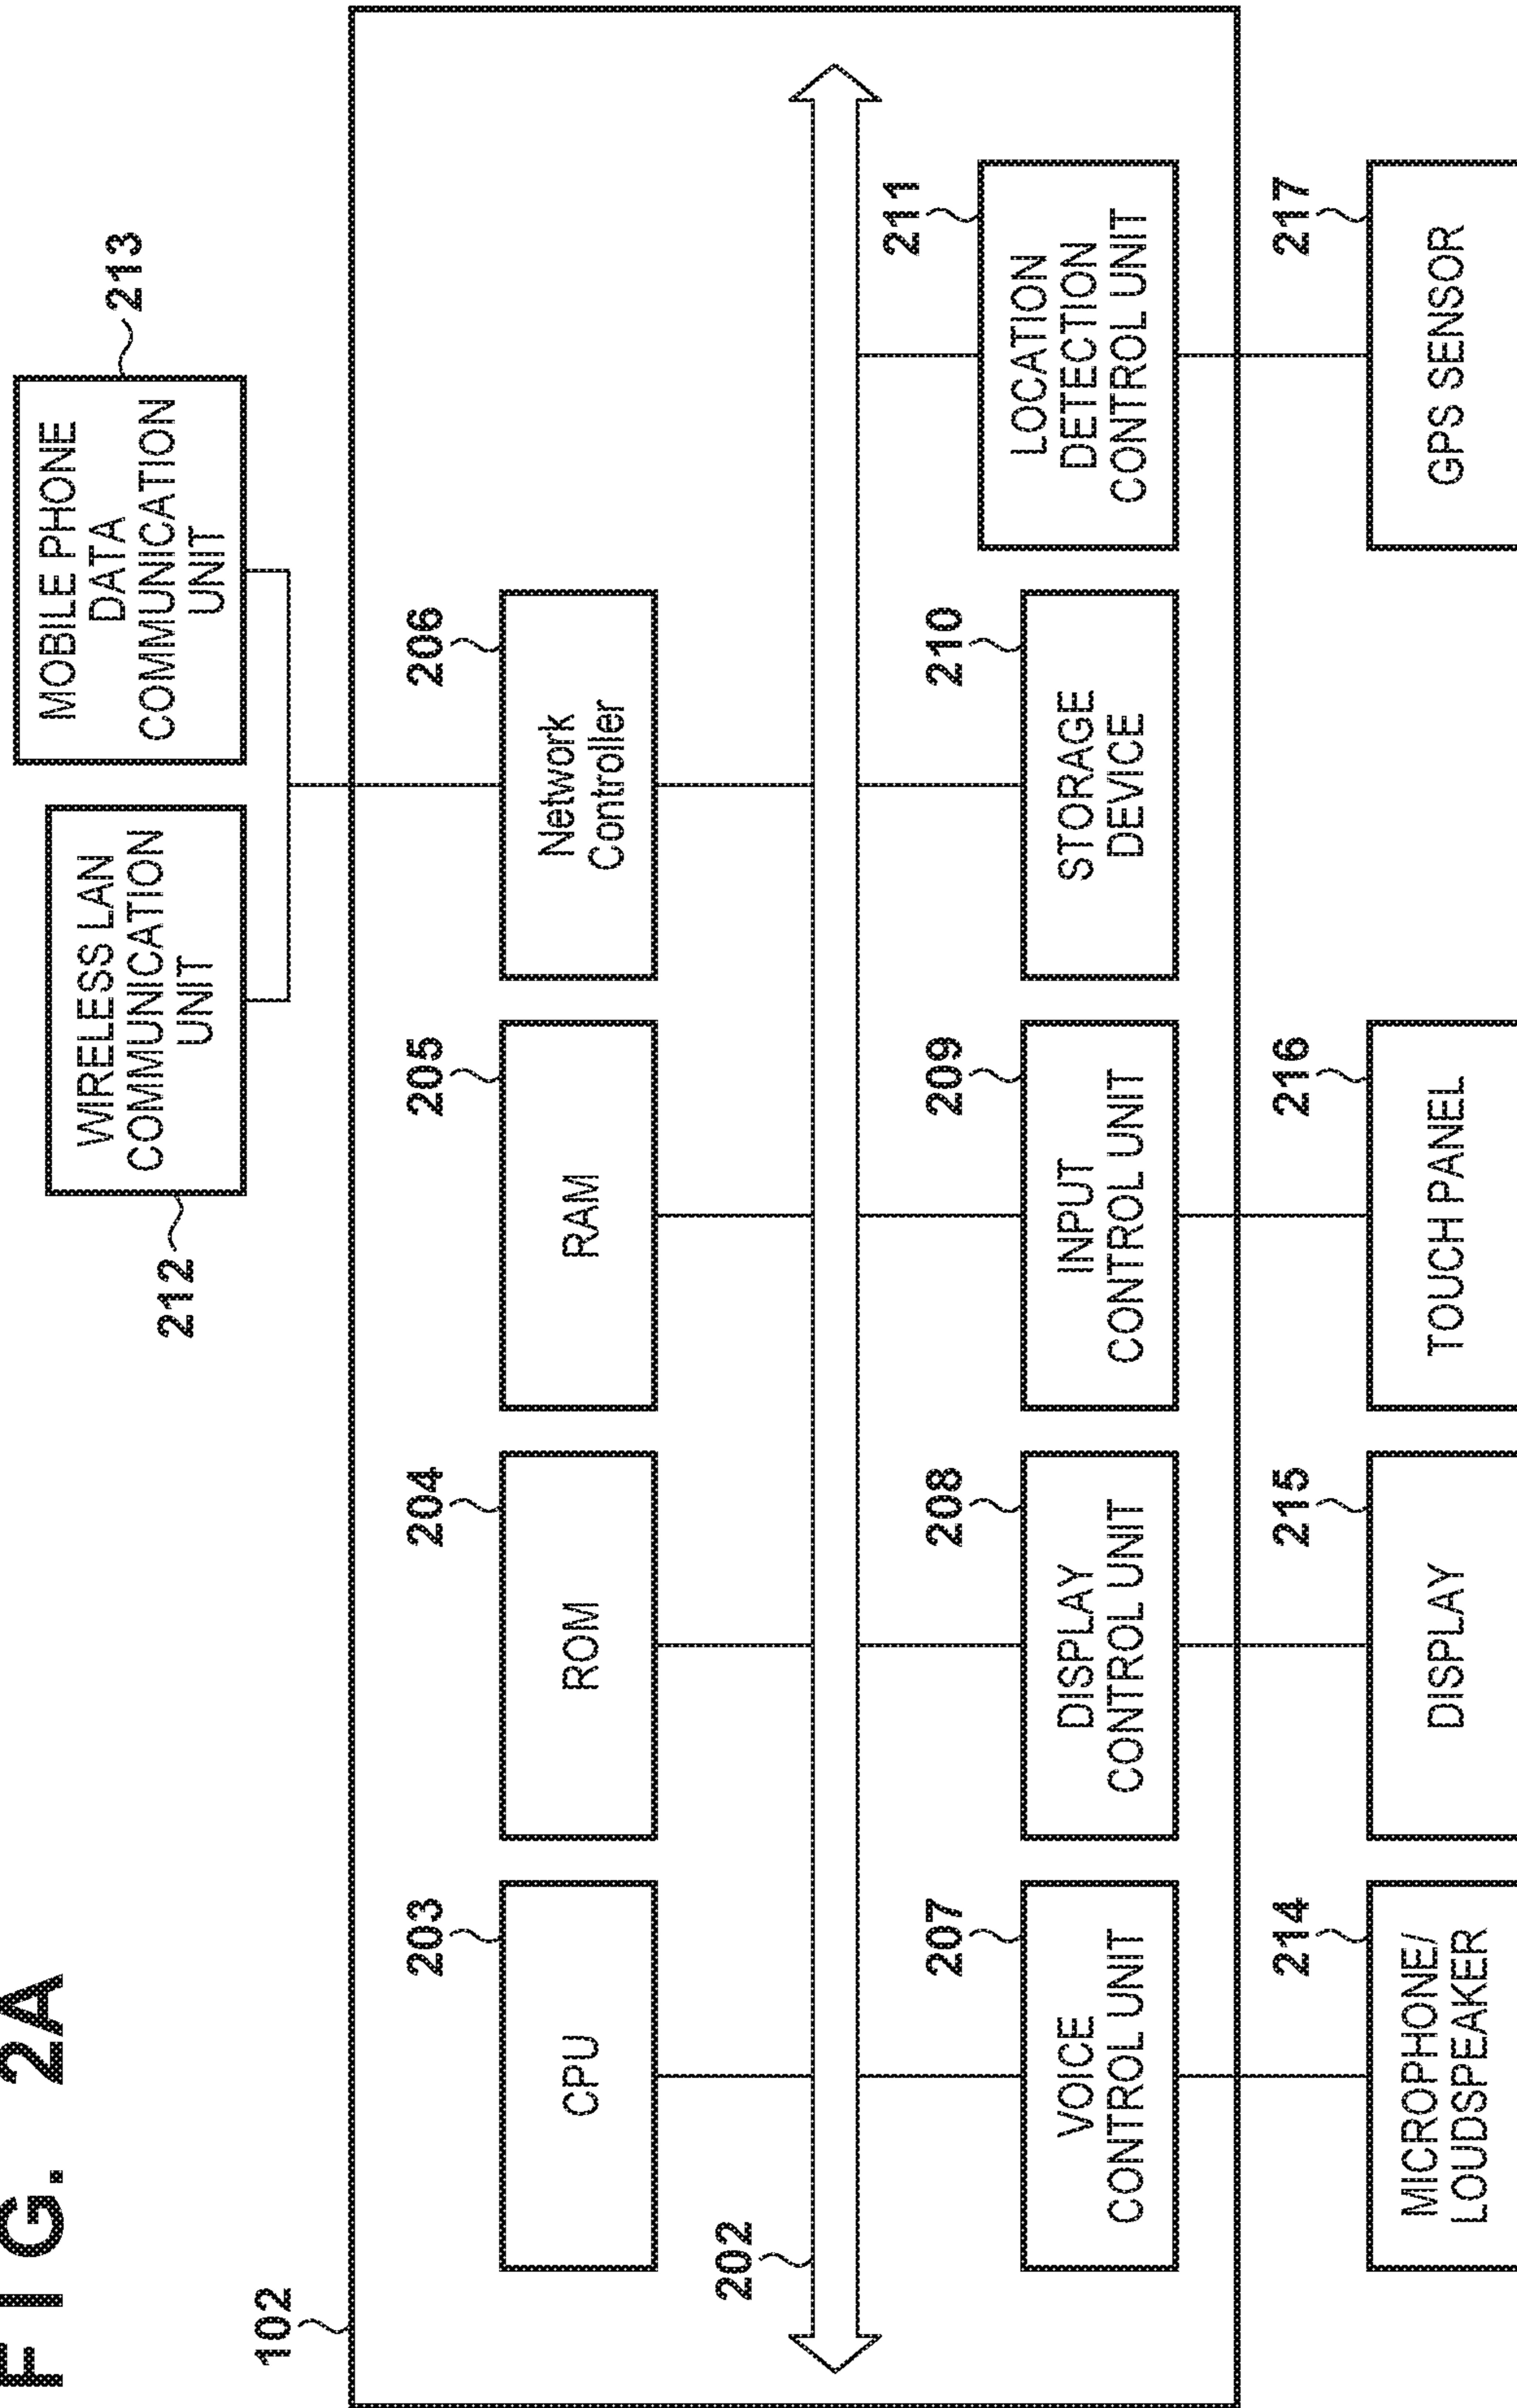 FIG. 2A
WIRELESS LAN
COMMUNICATION
UNIT
212
MOBILE PHONE
DATA
COMMUNICATION
UNIT
213
102
203
CPU
204
ROM
205
RAM
206
Network
Controller
202
207
VOICE
CONTROL UNIT
208
DISPLAY
CONTROL UNIT
209
INPUT
CONTROL UNIT
210
STORAGE
DEVICE
211
LOCATION
DETECTION
CONTROL UNIT
214
MICROPHONE/
LOUDSPEAKER
215
DISPLAY
216
TOUCH PANEL
217
GPS SENSOR